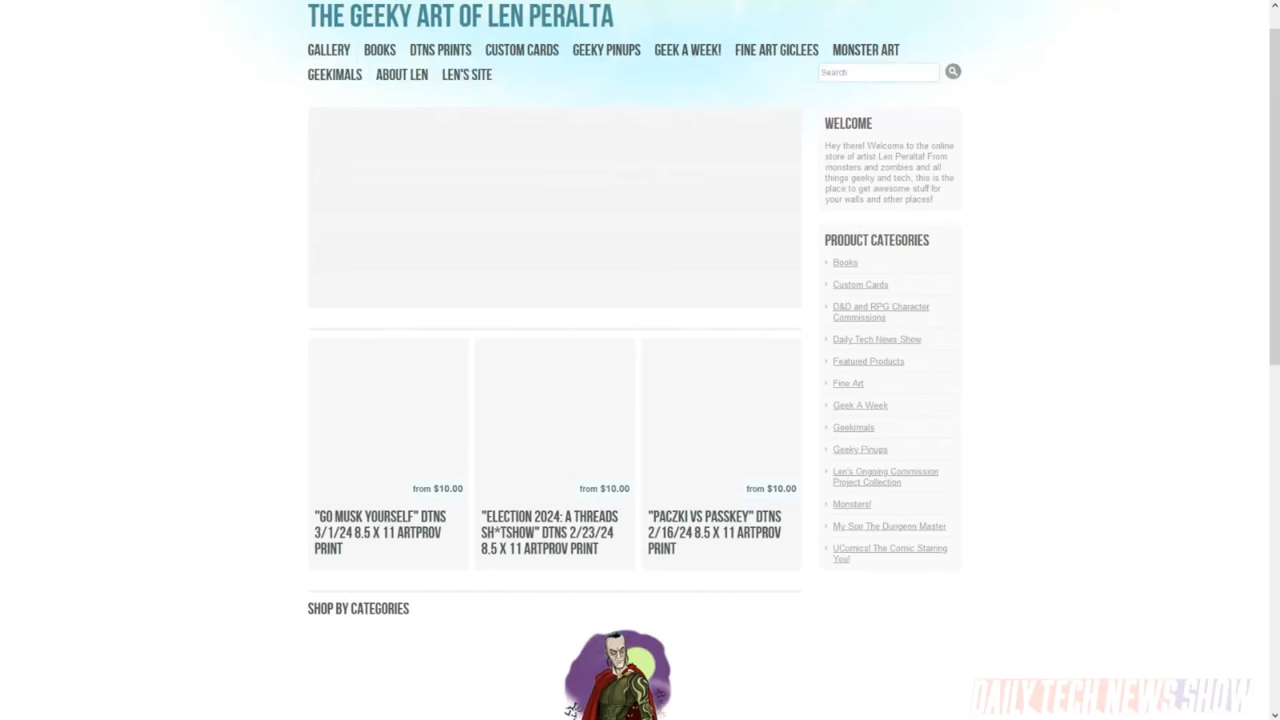 THE GEEKY ART OF LEN PERALTA
GALLERY BOOKS DTNS PRINTS CUSTOM CARDS GEEKY PINUPS GEEK A WEEK! FINE ART GICLEES MONSTER ART
GEEKIMALS ABOUT LEN LEN'S SITE
Search
WELCOME
Hey there! Welcome to the online
store of artist Len Peralta! From
monsters and zombies and all
things geeky and tech, this is the
place to get awesome stuff for
your walls and other places!
PRODUCT CATEGORIES
Books
Custom Cards
D&D and RPG Character
Commissions
Daily Tech News Show
Featured Products
Fine Art
Geek A Week
Geekimals
Geeky Pinups
Len's Ongoing Commission
Project Collection
Monsters!
My Son The Dungeon Master
UComics! The Comic Starring
You!
from $10.00
"GO MUSK YOURSELF" DTNS
3/1/24 8.5 X 11 ARTPROV
PRINT
from $10.00
"ELECTION 2024: A THREADS
SH*TSHOW" DTNS 2/23/24
8.5 X 11 ARTPROV PRINT
from $10.00
"PACZKI VS PASSKEY" DTNS
2/16/24 8.5 X 11 ARTPROV
PRINT
SHOP BY CATEGORIES
DAILY TECH NEWS SHOW